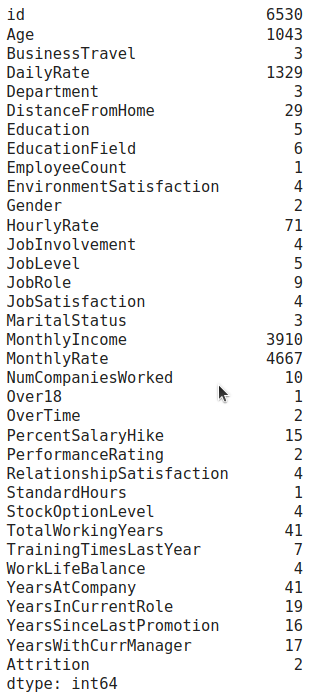 id 6530
Age 1043
BusinessTravel 3
DailyRate 1329
Department 3
DistanceFromHome 29
Education 5
EducationField 6
EmployeeCount 1
EnvironmentSatisfaction 4
Gender 2
HourlyRate 71
JobInvolvement 4
JobLevel 5
JobRole 9
JobSatisfaction 4
MaritalStatus 3
MonthlyIncome 3910
MonthlyRate 4667
NumCompaniesWorked 10
Over18 1
OverTime 2
PercentSalaryHike 15
PerformanceRating 2
RelationshipSatisfaction 4
StandardHours 1
StockOptionLevel 4
TotalWorkingYears 41
TrainingTimesLastYear 7
WorkLifeBalance 4
YearsAtCompany 41
YearsInCurrentRole 19
YearsSinceLastPromotion 16
YearsWithCurrManager 17
Attrition 2
dtype: int64